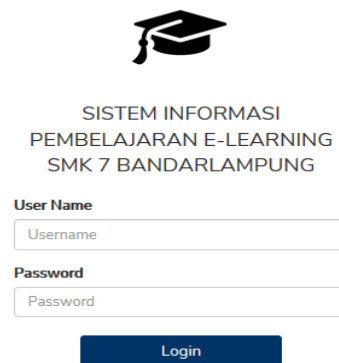 SISTEM INFORMASI
PEMBELAJARAN E-LEARNING
SMK 7 BANDARLAMPUNG
User Name
Username
Password
Password
Login